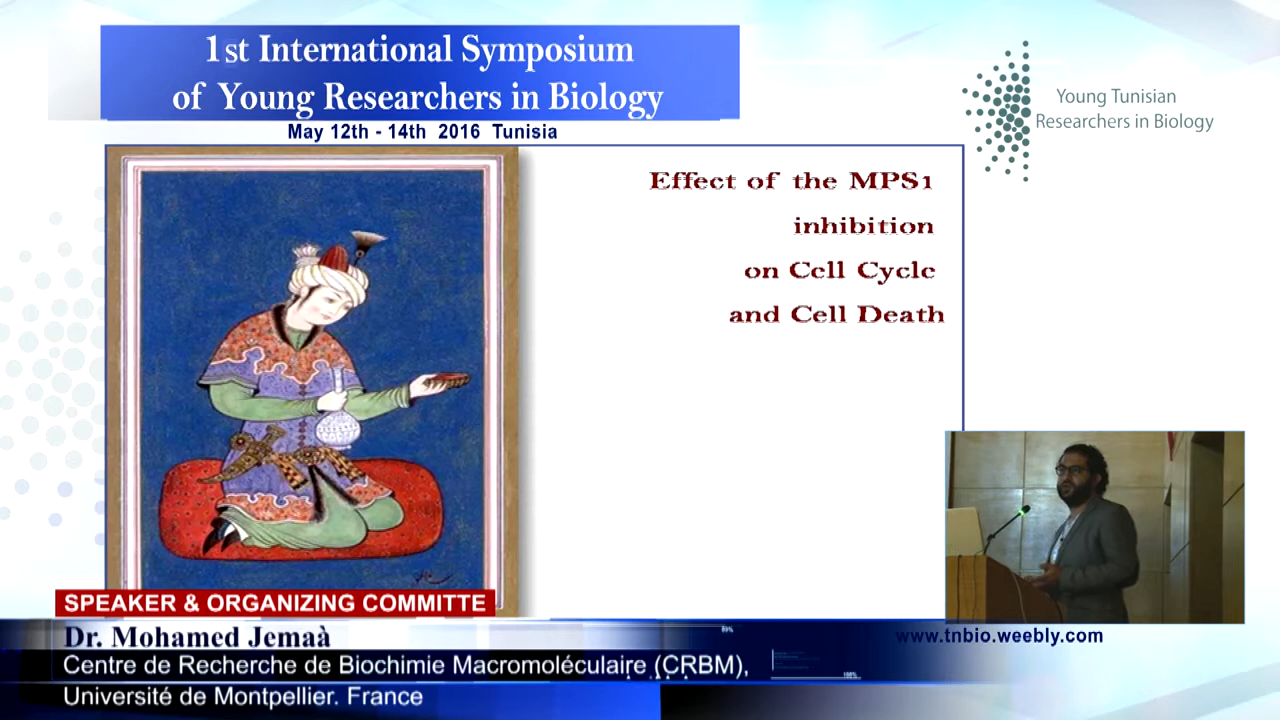 1st International Symposium
of Young Researchers in Biology
May 12th - 14th 2016 Tunisia
Young Tunisian
Researchers in Biology
Effect of the MPS1
inhibition
on Cell Cycle
and Cell Death
SPEAKER & ORGANIZING COMMITTE
Dr. Mohamed Jemaà
Centre de Recherche de Biochimie Macromoléculaire (CRBM),
Université de Montpellier. France
www.tnbio.weebly.com
89%
100%